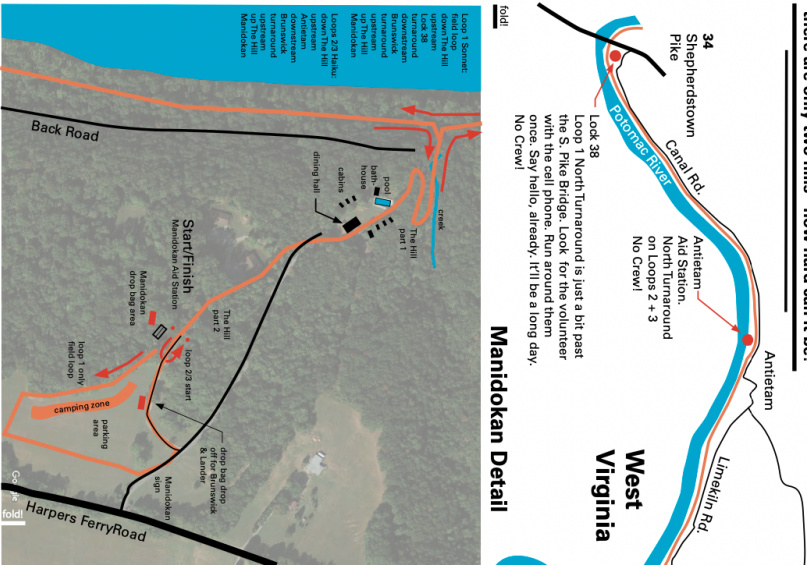 34
Shepherdstown
Pike
Potomac River
Canal Rd.
Look 38
Loop 1 North Turnaround is just a bit past
the S. Pike Bridge. Look for the volunteer
with the cell phone. Run around them
once. Say hello, already. It'll be a long day.
No Crew!
Antietam
Aid Station.
North Turnaround
on Loops 2 + 3
No Crew!
Antietam
Limekiln Rd.
West
Virginia
Manidokan Detail
fold!
Loop 1 Sonnet:
field loop
down The Hill
upstream
Look 38
turnaround
downstream
Brunswick
turnaround
upstream
up The Hill
Manidokan
Loops 2/3 Haiku:
down The Hill
upstream
Antietam
downstream
Brunswick
turnaround
upstream
up The Hill
Manidokan
Back Road
creek
pool
bath-
house
cabins
dining hall
The Hill
part 1
The Hill
part 2
Start/Finish
Manidokan Aid Station
Manidokan
drop bag area
loop 2/3 start
loop 1 only
field loop
camping zone
parking
area
drop bag drop
off for Brunswick
& Lander
Manidokan
sign
Harpers FerryRoad
Google
fold!